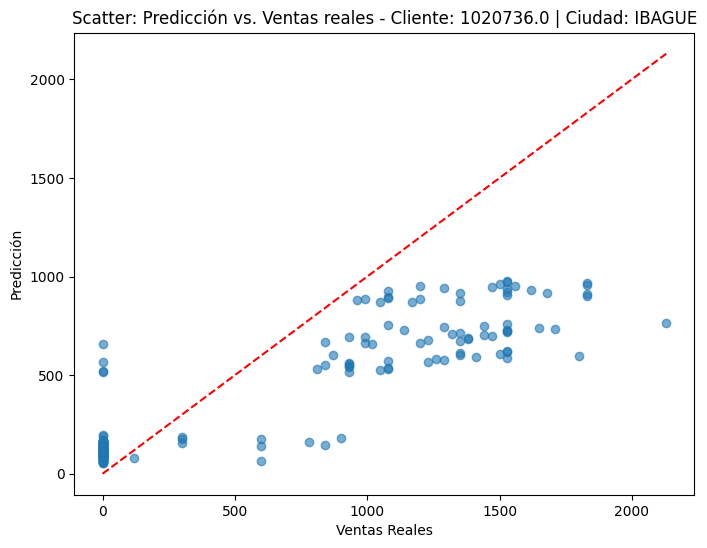 Scatter: Predicción vs. Ventas reales - Cliente: 1020736.0 | Ciudad: IBAGUE
2000
1500
1000
500
0
Predicción
0 500 1000 1500 2000
Ventas Reales